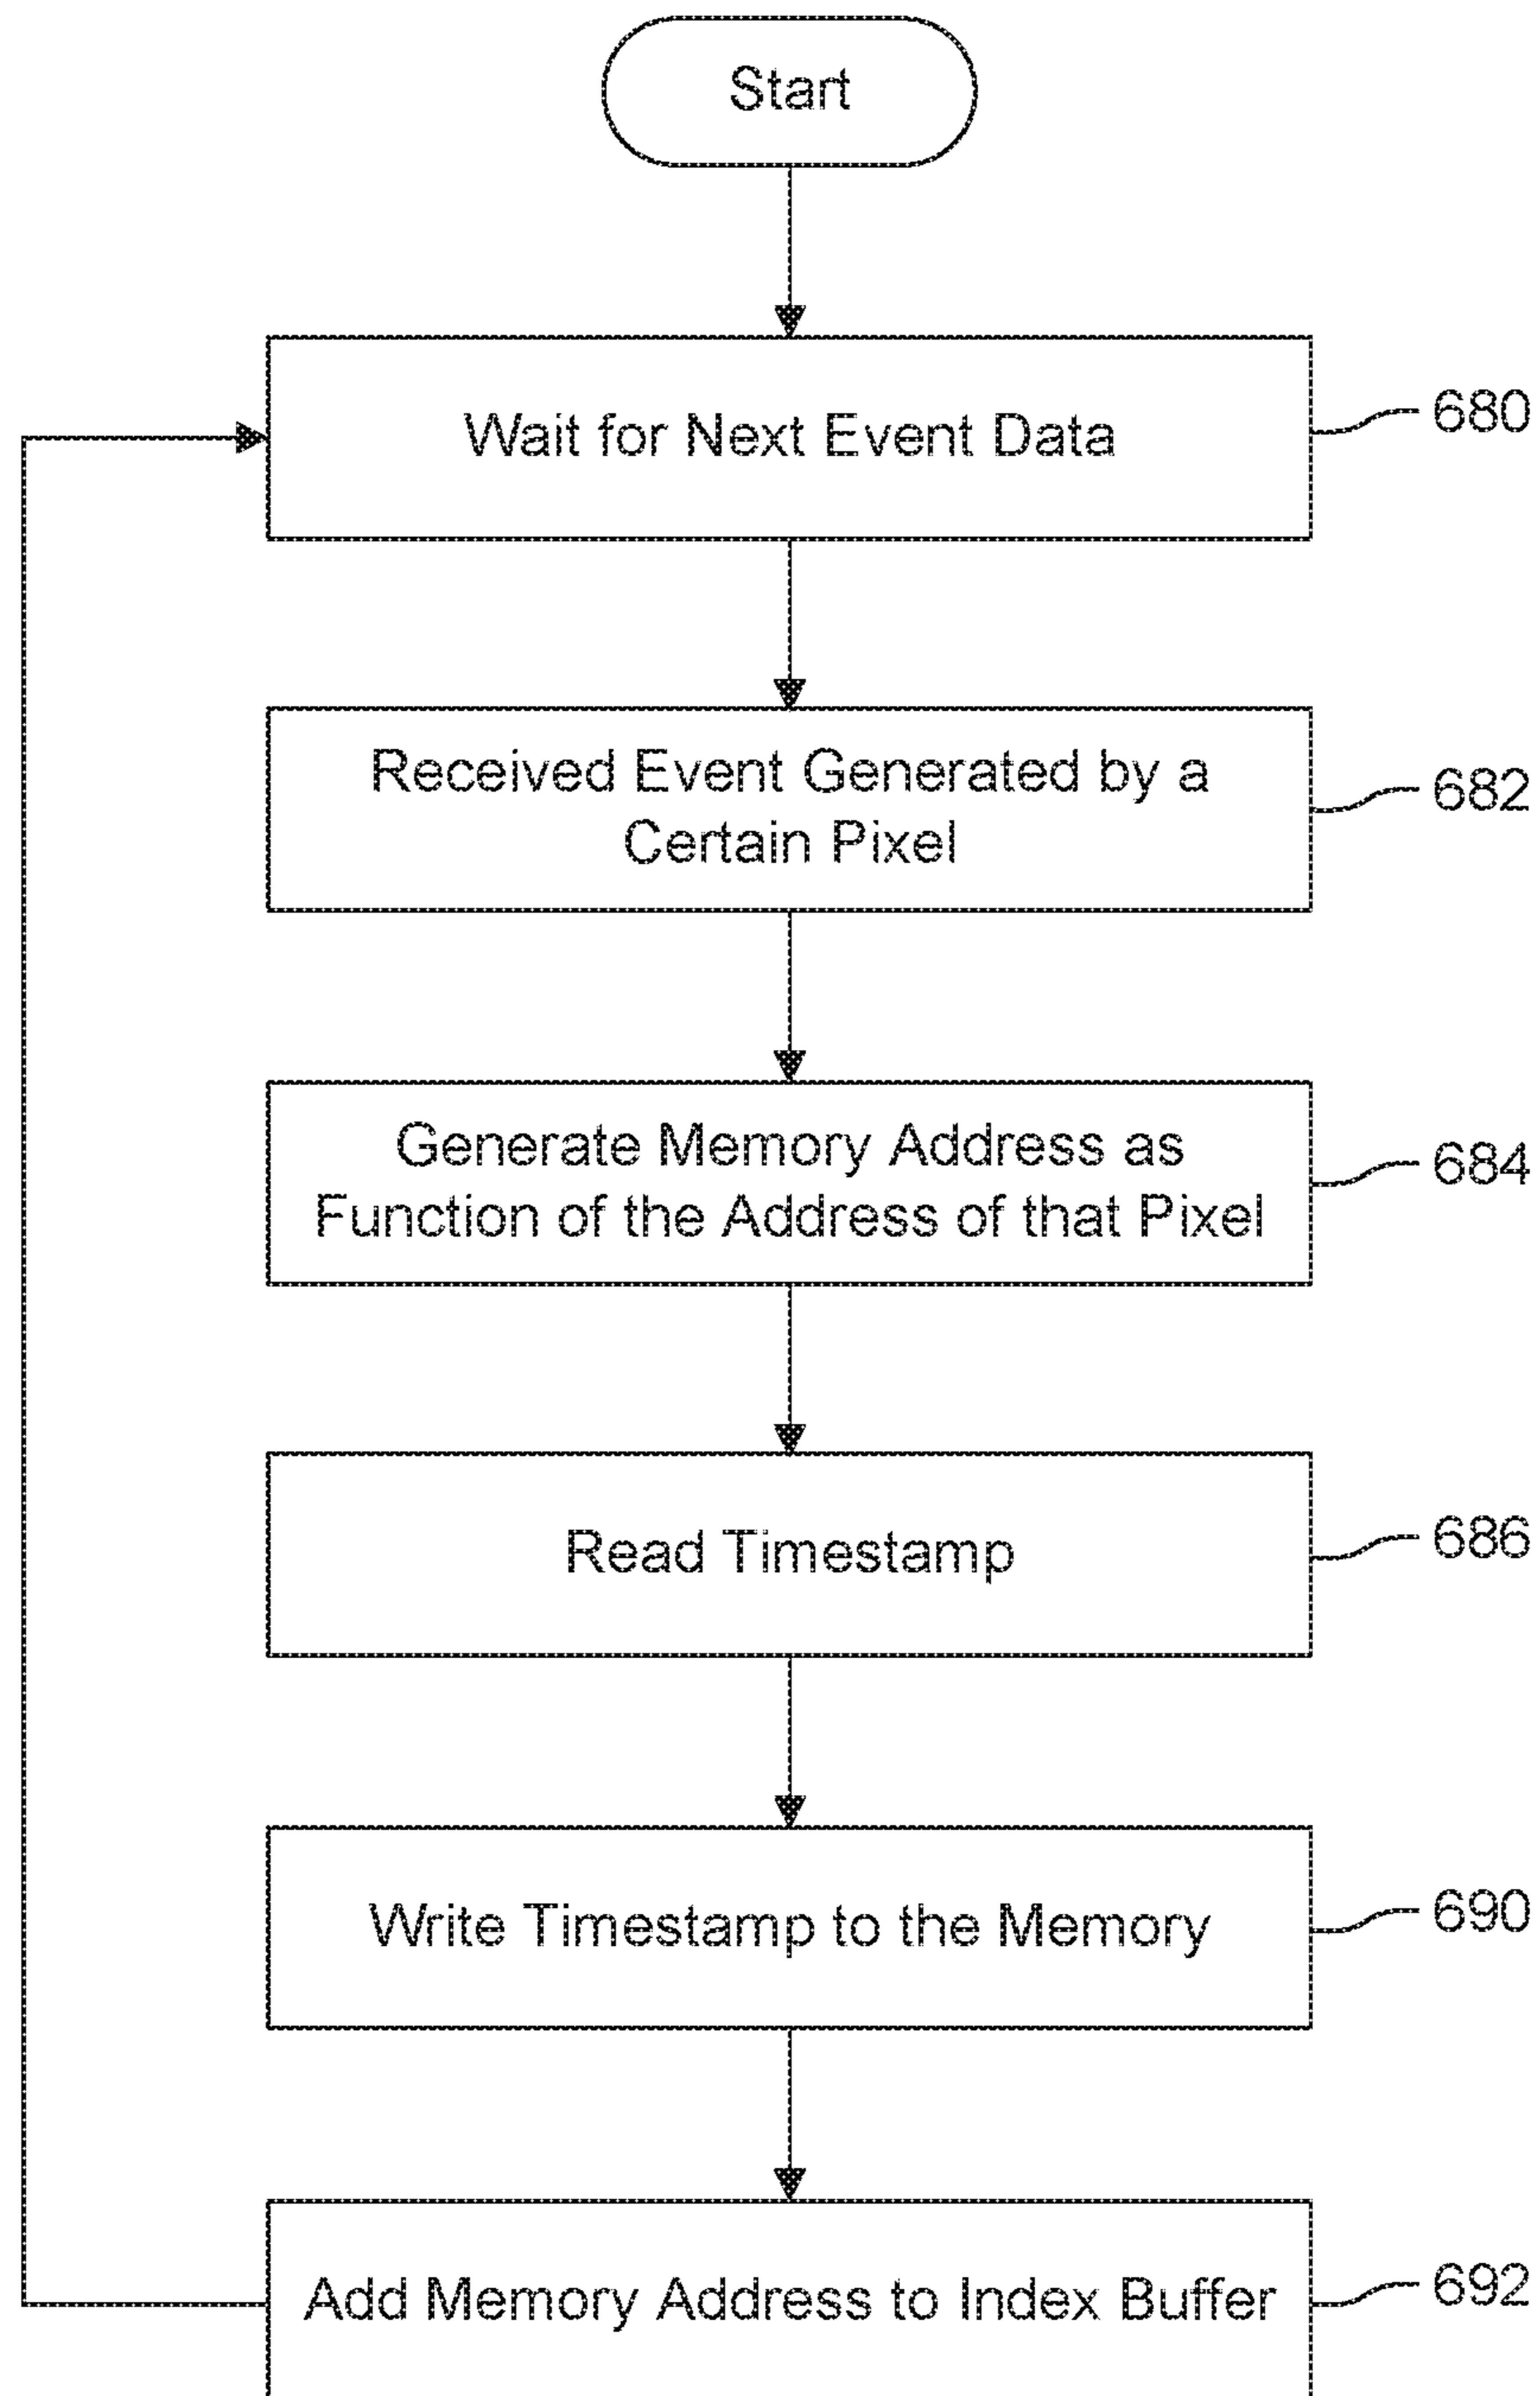 Start
Wait for Next Event Data
680
Received Event Generated by a
Certain Pixel
682
Generate Memory Address as
Function of the Address of that Pixel
684
Read Timestamp
686
Write Timestamp to the Memory
690
Add Memory Address to Index Buffer
692